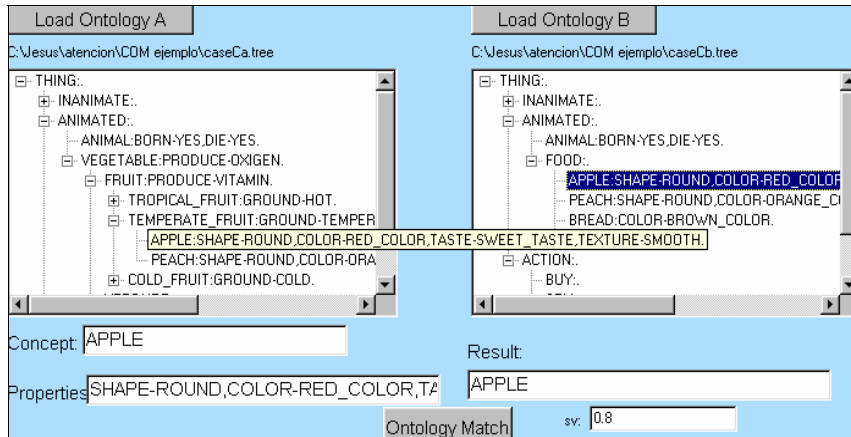 Load Ontology A
Load Ontology B
C:\Jesus\atencion\COM ejemplo\caseCa.tree
C:\Jesus\atencion\COM ejemplo\caseCb.tree
THING:.
INANIMATE:.
ANIMATED:.
ANIMAL:BORN-YES,DIE-YES.
VEGETABLE:PRODUCE-OXIGEN.
FRUIT:PRODUCE-VITAMIN.
TROPICAL_FRUIT:GROUND-HOT.
TEMPERATE_FRUIT:GROUND-TEMPER
APPLE:SHAPE-ROUND,COLOR-RED_COLOR,TASTE-SWEET_TASTE,TEXTURE-SMOOTH.
PEACH:SHAPE-ROUND,COLOR-ORA
COLD_FRUIT:GROUND-COLD.
THING:.
INANIMATE:.
ANIMATED:.
ANIMAL:BORN-YES,DIE-YES.
FOOD:.
APPLE:SHAPE-ROUND,COLOR-RED_COLOR
PEACH:SHAPE-ROUND,COLOR-ORANGE_C
BREAD:COLOR-BROWN_COLOR.
ACTION:.
BUY:.
Concept: APPLE
Properties SHAPE-ROUND,COLOR-RED_COLOR,TA
Result:
APPLE
Ontology Match
sv: 0.8